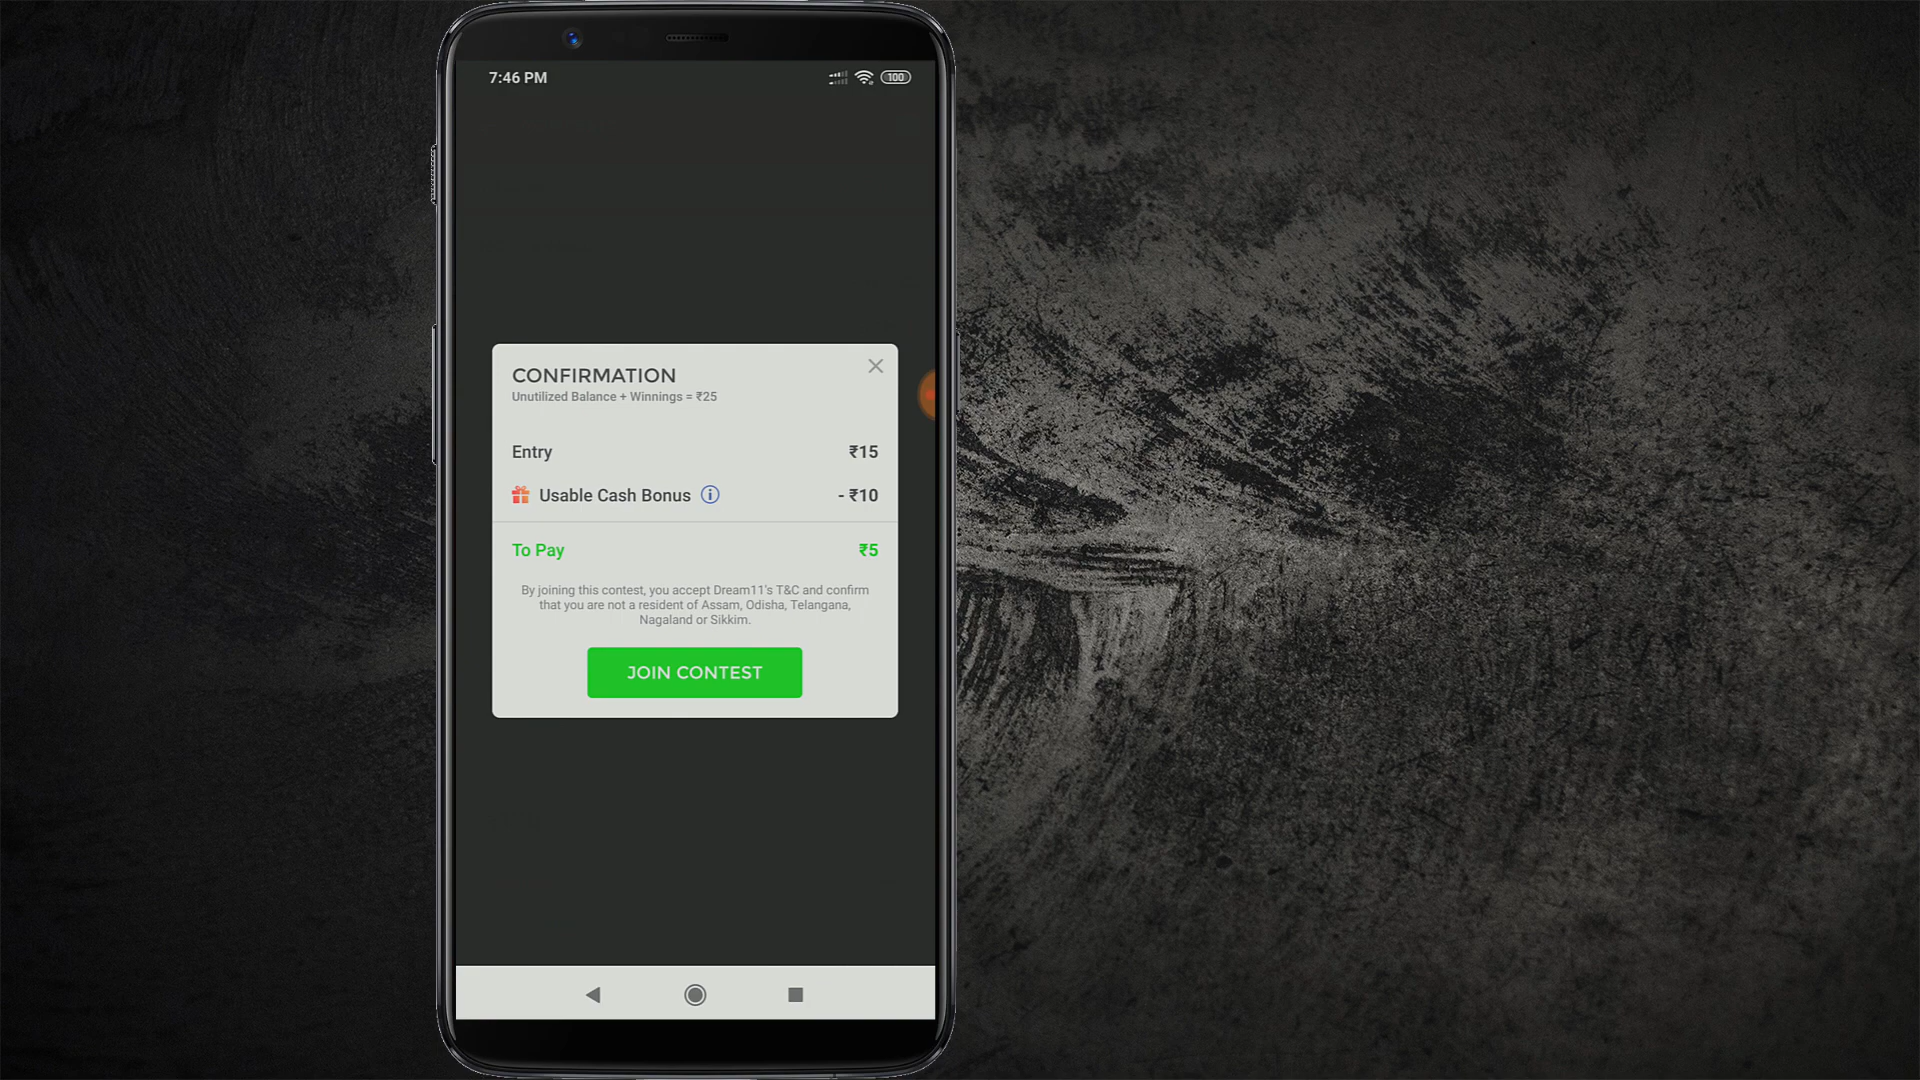 7:46 PM
100
CONFIRMATION
Unutilized Balance + Winnings = ₹25
Entry ₹15
Usable Cash Bonus i - ₹10
To Pay ₹5
By joining this contest, you accept Dream11's T&C and confirm
that you are not a resident of Assam, Odisha, Telangana,
Nagaland or Sikkim.
JOIN CONTEST